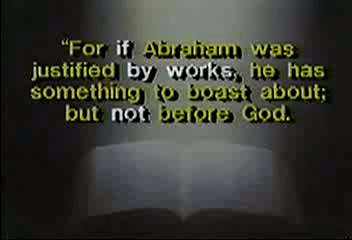 "For if Abraham was
justified by works, he has
something to boast about;
but not before God.